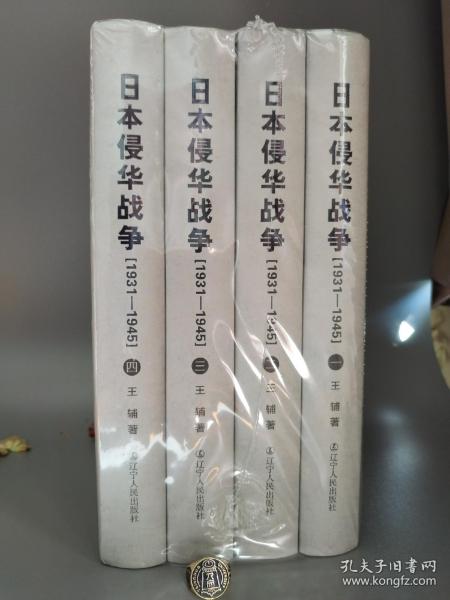 日本侵华战争
[1931—1945]
四
王辅著
辽宁人民出版社
日本侵华战争
[1931—1945]
三
王辅著
辽宁人民出版社
日本侵华战争
[1931—1945]
二
王辅著
辽宁人民出版社
日本侵华战争
[1931—1945]
一
王辅著
辽宁人民出版社
孔夫子旧书网
www.kongfz.com